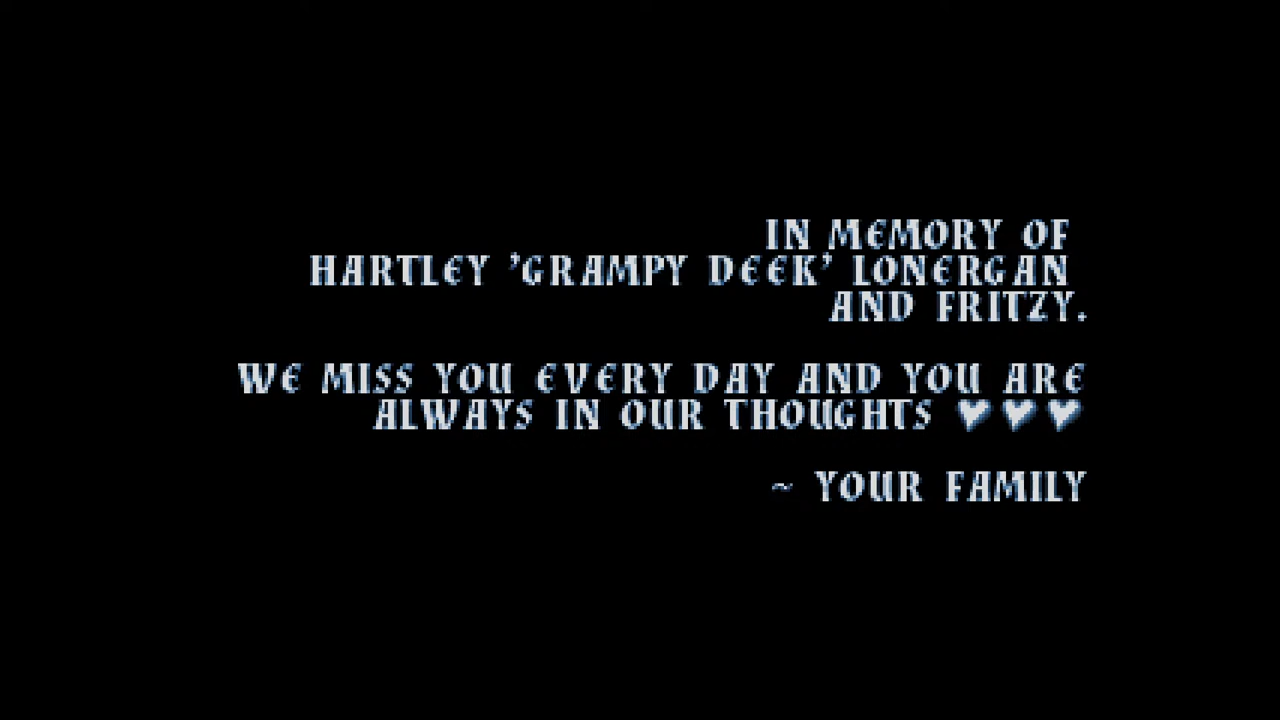 IN MEMORY OF
HARTLEY 'GRAMPY DEEK' LONERGAN
AND FRITZY.
WE MISS YOU EVERY DAY AND YOU ARE
ALWAYS IN OUR THOUGHTS ♥♥♥
~ YOUR FAMILY